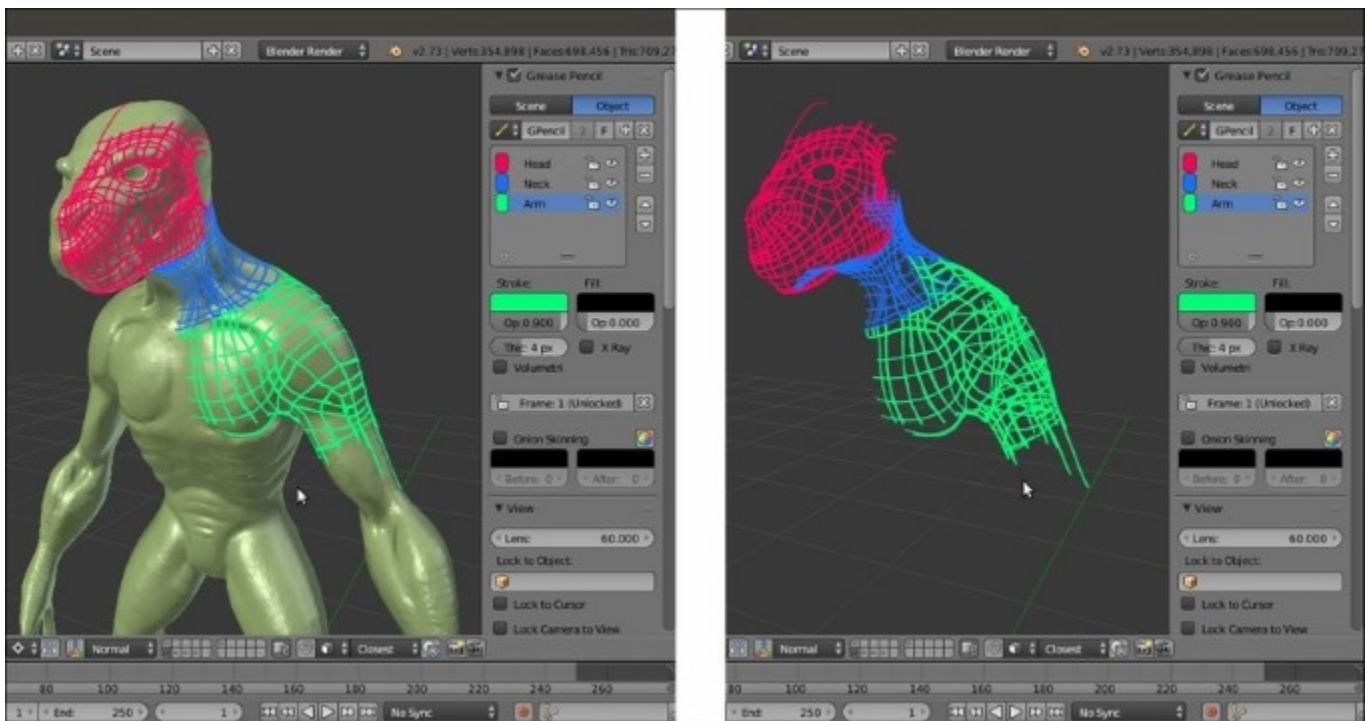 Scene
Blender Render
v2.73 | Verts:354,898 | Faces:698,456 | Tris:709,2
Grease Pencil
Scene Object
GPencil 2 F
Head
Neck
Arm
Stroke: Fill:
Op: 0.900 Op: 0.000
Thic: 4 px X Ray
Volumetri
Frame: 1 (Unlocked)
Onion Skinning
Before: 0 After: 0
View
Lens: 60.000
Lock to Object:
Lock to Cursor
Lock Camera to View
Normal Closest
80 100 120 140 160 180 200 220 240 260
1 End: 250 1 No Sync
Scene
Blender Render
v2.73 | Verts:354,898 | Faces:698,456 | Tris:709,2
Grease Pencil
Scene Object
GPencil 2 F
Head
Neck
Arm
Stroke: Fill:
Op: 0.900 Op: 0.000
Thic: 4 px X Ray
Volumetri
Frame: 1 (Unlocked)
Onion Skinning
Before: 0 After: 0
View
Lens: 60.000
Lock to Object:
Lock to Cursor
Lock Camera to View
Normal Closest
80 100 120 140 160 180 200 220 240 260
End: 250 1 No Sync